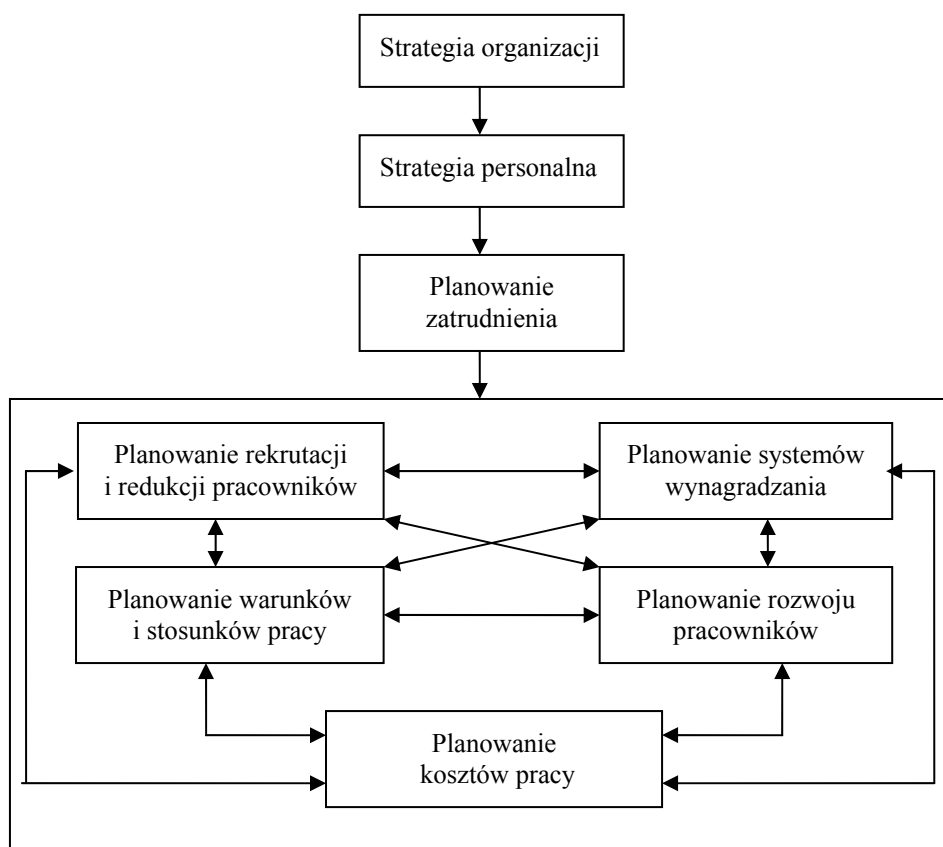 Strategia organizacji
Strategia personalna
Planowanie
zatrudnienia
Planowanie rekrutacji
i redukcji pracowników
Planowanie systemów
wynagradzania
Planowanie warunków
i stosunków pracy
Planowanie rozwoju
pracowników
Planowanie
kosztów pracy